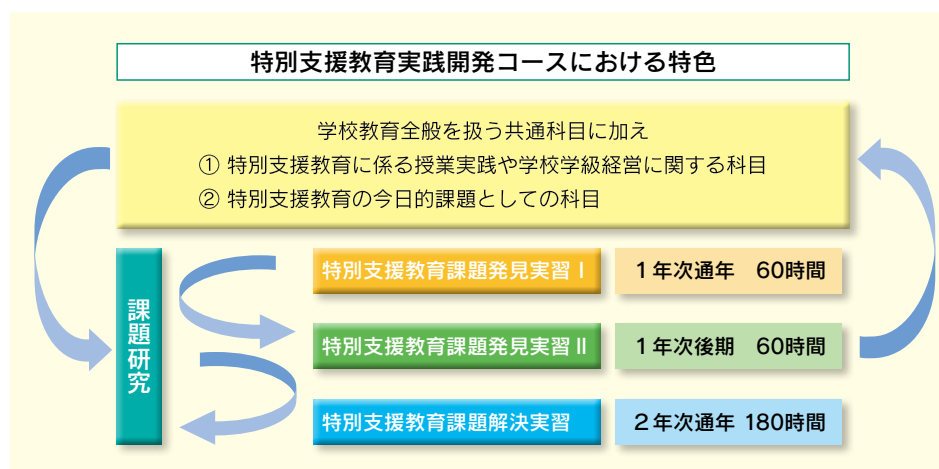 特別支援教育実践開発コースにおける特色
学校教育全般を扱う共通科目に加え
① 特別支援教育に係る授業実践や学校学級経営に関する科目
② 特別支援教育の今日的課題としての科目
課題研究
特別支援教育課題発見実習Ⅰ 1年次通年 60時間
特別支援教育課題発見実習Ⅱ 1年次後期 60時間
特別支援教育課題解決実習 2年次通年 180時間